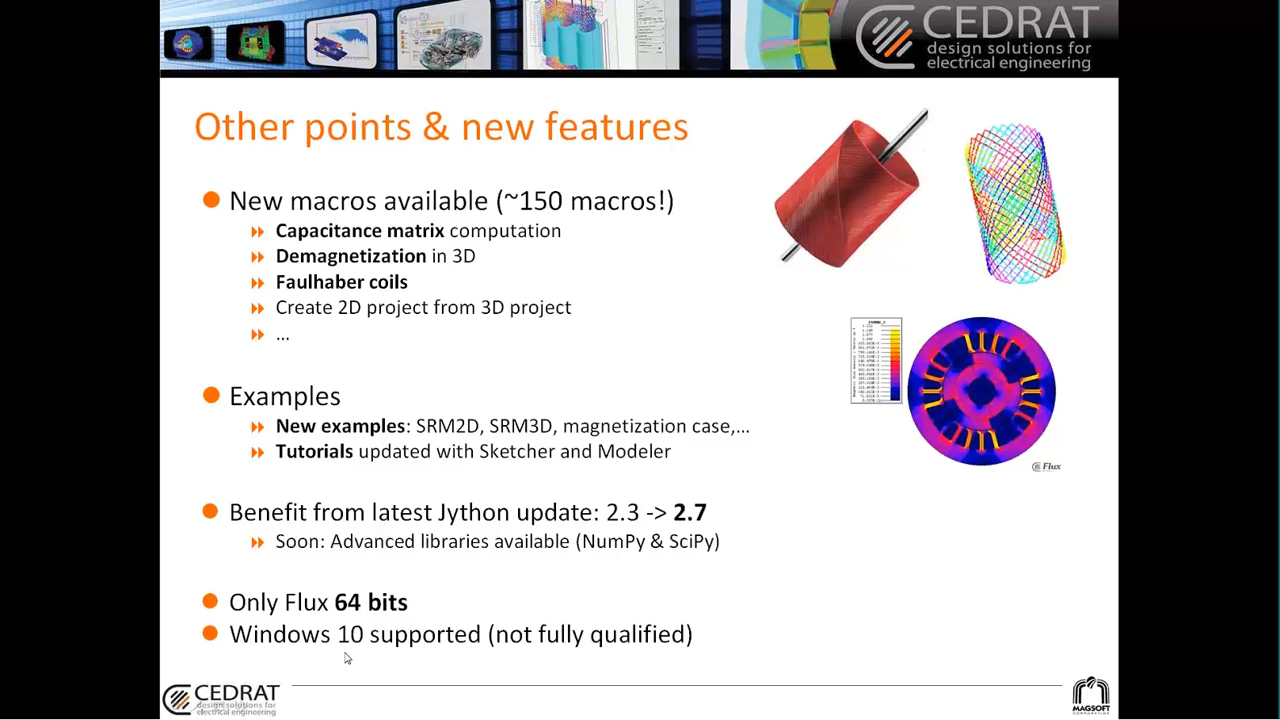 CEDRAT
design solutions for
electrical engineering
Other points & new features
New macros available (~150 macros!)
Capacitance matrix computation
Demagnetization in 3D
Faulhaber coils
Create 2D project from 3D project
...
Examples
New examples: SRM2D, SRM3D, magnetization case,...
Tutorials updated with Sketcher and Modeler
Flux
Benefit from latest Jython update: 2.3 -> 2.7
Soon: Advanced libraries available (NumPy & SciPy)
Only Flux 64 bits
Windows 10 supported (not fully qualified)
CEDRAT
design solutions for
electrical engineering
MAGSOFT
CORPORATION